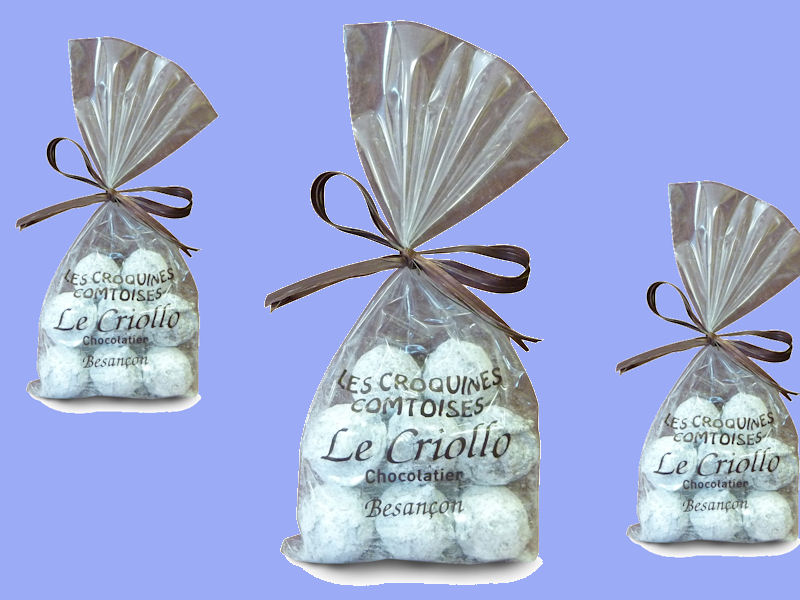 LES CROQUINES
COMTOISES
Le Criollo
Chocolatier
Besançon
LES CROQUINES
COMTOISES
Le Criollo
Chocolatier
Besançon
LES CROQUINES
COMTOISES
Le Criollo
Chocolatier
Besançon